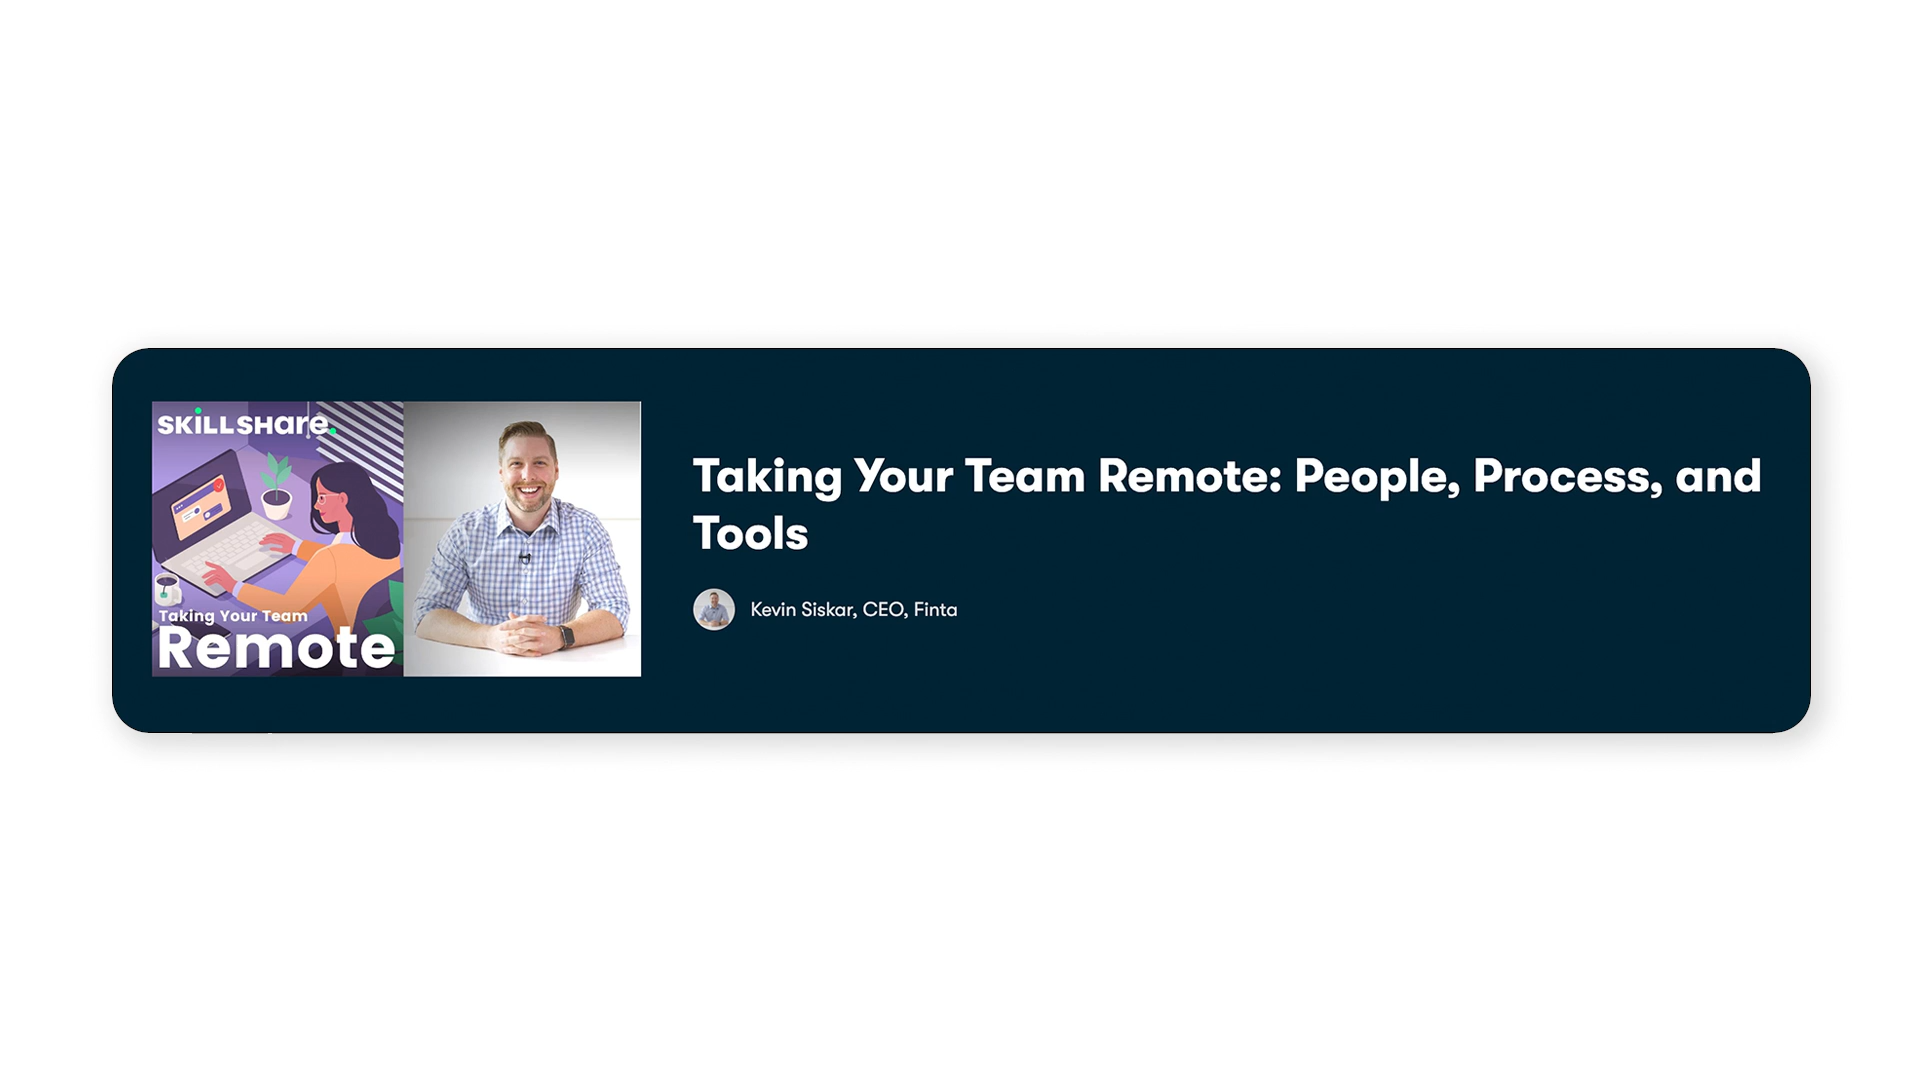 SKILLSHARE.
Taking Your Team
Remote
Taking Your Team Remote: People, Process, and
Tools
Kevin Siskar, CEO, Finta